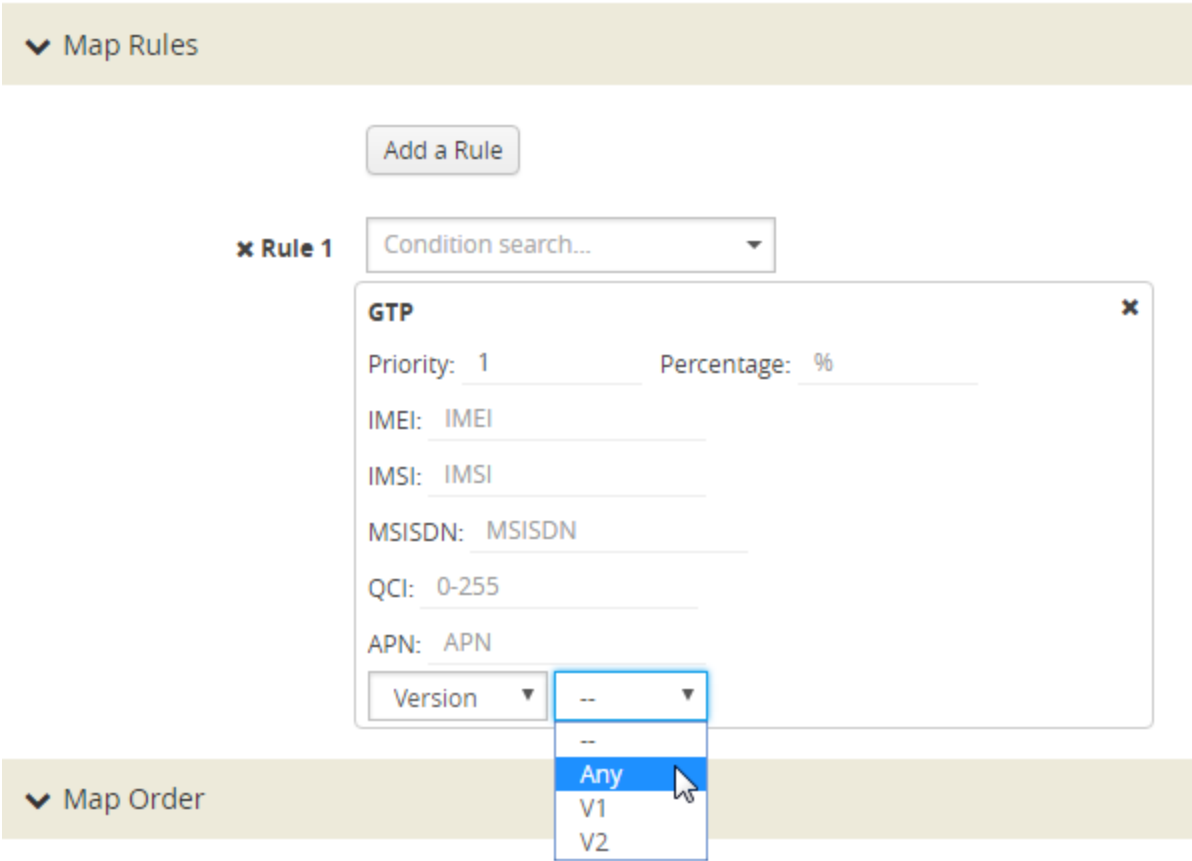 Map Rules
Add a Rule
Rule 1 Condition search...
GTP
Priority: 1 Percentage: %
IMEI: IMEI
IMSI: IMSI
MSISDN: MSISDN
QCI: 0-255
APN: APN
Version --
--
Any
Map Order
V1
V2